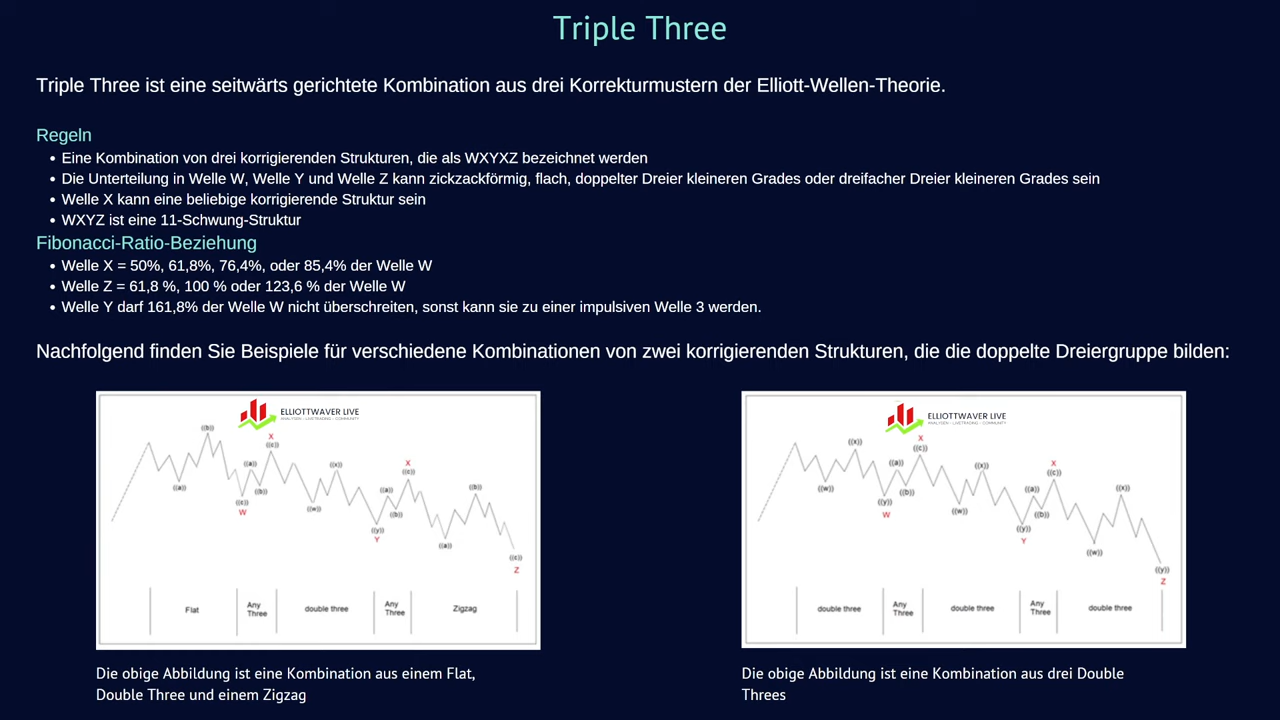 Triple Three
Triple Three ist eine seitwärts gerichtete Kombination aus drei Korrekturmustern der Elliott-Wellen-Theorie.
Regeln
• Eine Kombination von drei korrigierenden Strukturen, die als WXYXZ bezeichnet werden
• Die Unterteilung in Welle W, Welle Y und Welle Z kann zickzackförmig, flach, doppelter Dreier kleineren Grades oder dreifacher Dreier kleineren Grades sein
• Welle X kann eine beliebige korrigierende Struktur sein
• WXYZ ist eine 11-Schwung-Struktur
Fibonacci-Ratio-Beziehung
• Welle X = 50%, 61,8%, 76,4%, oder 85,4% der Welle W
• Welle Z = 61,8 %, 100 % oder 123,6 % der Welle W
• Welle Y darf 161,8% der Welle W nicht überschreiten, sonst kann sie zu einer impulsiven Welle 3 werden.
Nachfolgend finden Sie Beispiele für verschiedene Kombinationen von zwei korrigierenden Strukturen, die die doppelte Dreiergruppe bilden:
ELLIOTTWAVER LIVE
ANALYSEN - LIVETRADING - COMMUNITY
((b))
X
((c))
((a))
((a))
((b))
((c))
W
((x))
((w))
X
((c))
((a))
((b))
((y))
Y
((b))
((a))
((c))
Z
Flat
Any
Three
double three
Any
Three
Zigzag
Die obige Abbildung ist eine Kombination aus einem Flat,
Double Three und einem Zigzag
ELLIOTTWAVER LIVE
ANALYSEN - LIVETRADING - COMMUNITY
((x))
X
((c))
((w))
((a))
((b))
((y))
W
((x))
((w))
X
((c))
((a))
((b))
((y))
Y
((x))
((w))
((y))
Z
double three
Any
Three
double three
Any
Three
double three
Die obige Abbildung ist eine Kombination aus drei Double
Threes